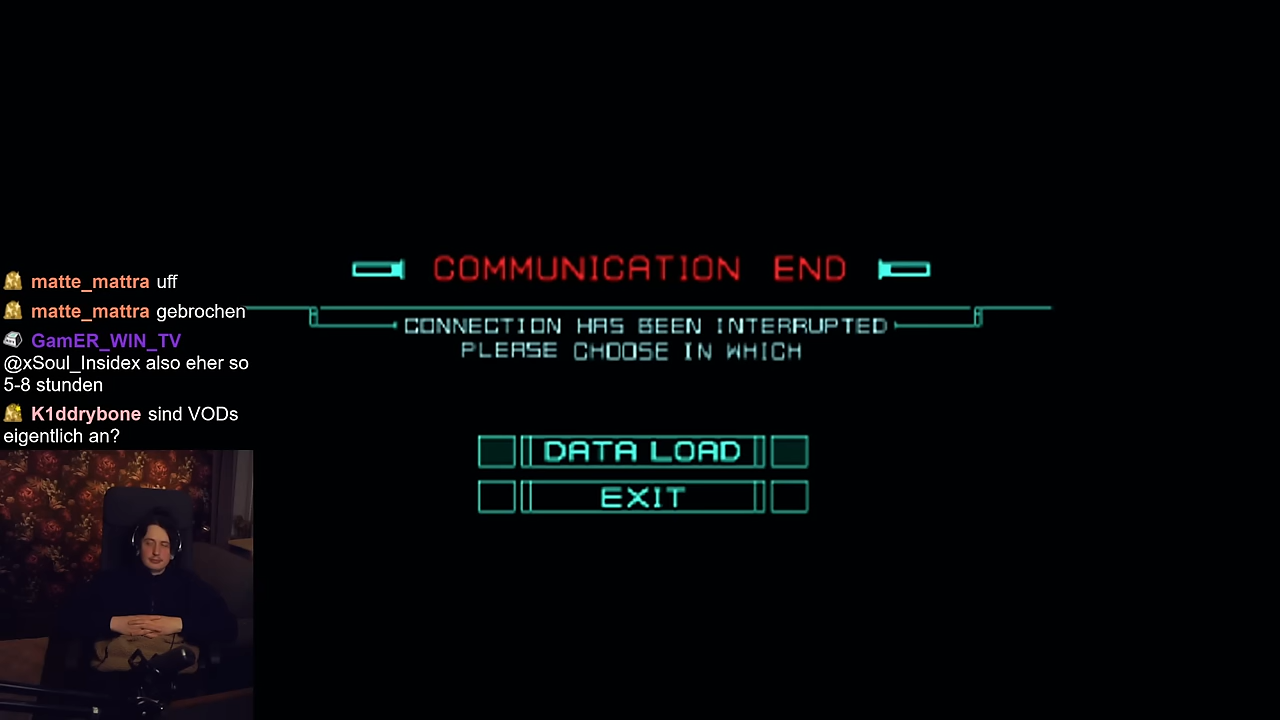 COMMUNICATION END
CONNECTION HAS BEEN INTERRUPTED
PLEASE CHOOSE IN WHICH
DATA LOAD
EXIT
matte_mattra uff
matte_mattra gebrochen
GamER_WIN_TV
@xSoul_Insidex also eher so
5-8 stunden
K1ddrybone sind VODs
eigentlich an?